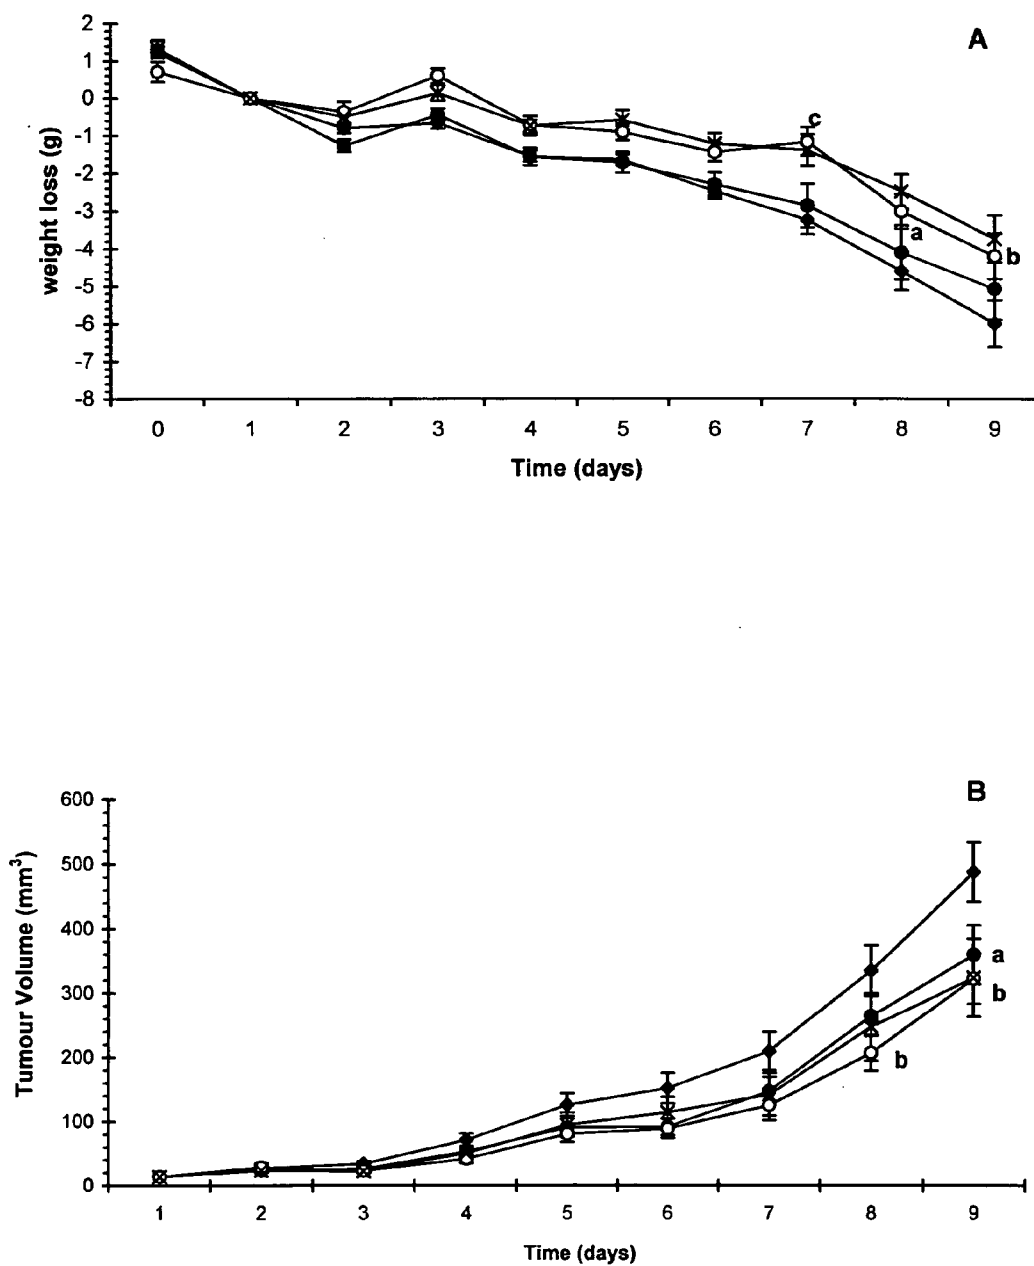 A
2
1
0
-1
-2
-3
-4
-5
-6
-7
-8
weight loss (g)
c
a
b
0 1 2 3 4 5 6 7 8 9
Time (days)
B
600
500
400
300
200
100
0
Tumour Volume (mm³)
a
b
b
1 2 3 4 5 6 7 8 9
Time (days)